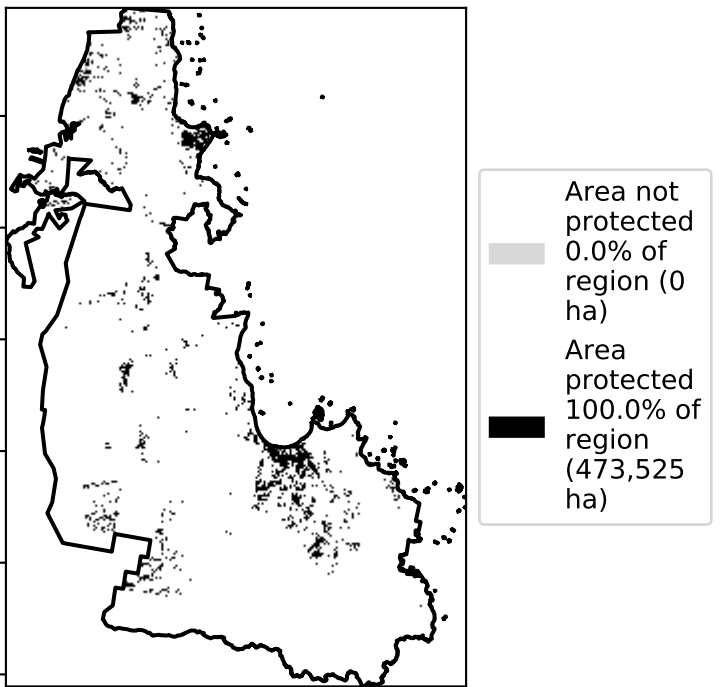 Area not
protected
0.0% of
region (0
ha)
Area
protected
100.0% of
region
(473,525
ha)